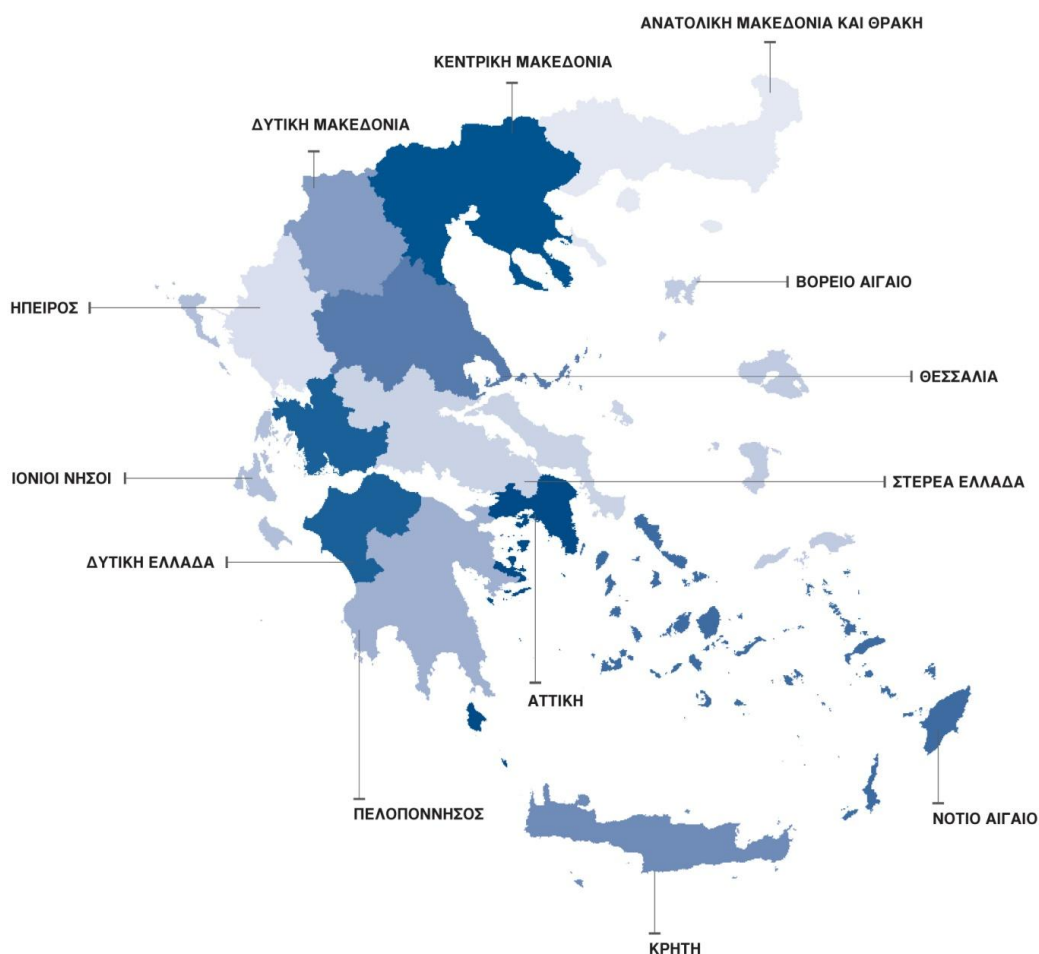 ΑΝΑΤΟΛΙΚΗ ΜΑΚΕΔΟΝΙΑ ΚΑΙ ΘΡΑΚΗ
ΚΕΝΤΡΙΚΗ ΜΑΚΕΔΟΝΙΑ
ΔΥΤΙΚΗ ΜΑΚΕΔΟΝΙΑ
ΒΟΡΕΙΟ ΑΙΓΑΙΟ
ΗΠΕΙΡΟΣ
ΘΕΣΣΑΛΙΑ
ΙΟΝΙΟΙ ΝΗΣΟΙ
ΣΤΕΡΕΑ ΕΛΛΑΔΑ
ΔΥΤΙΚΗ ΕΛΛΑΔΑ
ΑΤΤΙΚΗ
ΠΕΛΟΠΟΝΝΗΣΟΣ
ΝΟΤΙΟ ΑΙΓΑΙΟ
ΚΡΗΤΗ